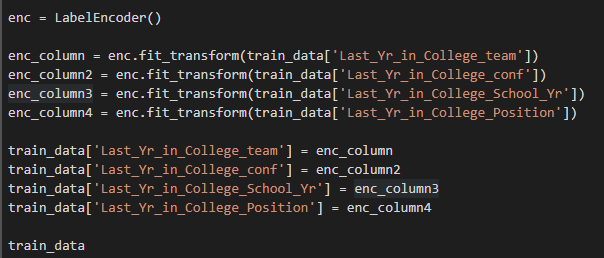 enc = LabelEncoder()
enc_column = enc.fit_transform(train_data['Last_Yr_in_College_team'])
enc_column2 = enc.fit_transform(train_data['Last_Yr_in_College_conf'])
enc_column3 = enc.fit_transform(train_data['Last_Yr_in_College_School_Yr'])
enc_column4 = enc.fit_transform(train_data['Last_Yr_in_College_Position'])
train_data['Last_Yr_in_College_team'] = enc_column
train_data['Last_Yr_in_College_conf'] = enc_column2
train_data['Last_Yr_in_College_School_Yr'] = enc_column3
train_data['Last_Yr_in_College_Position'] = enc_column4
train_data